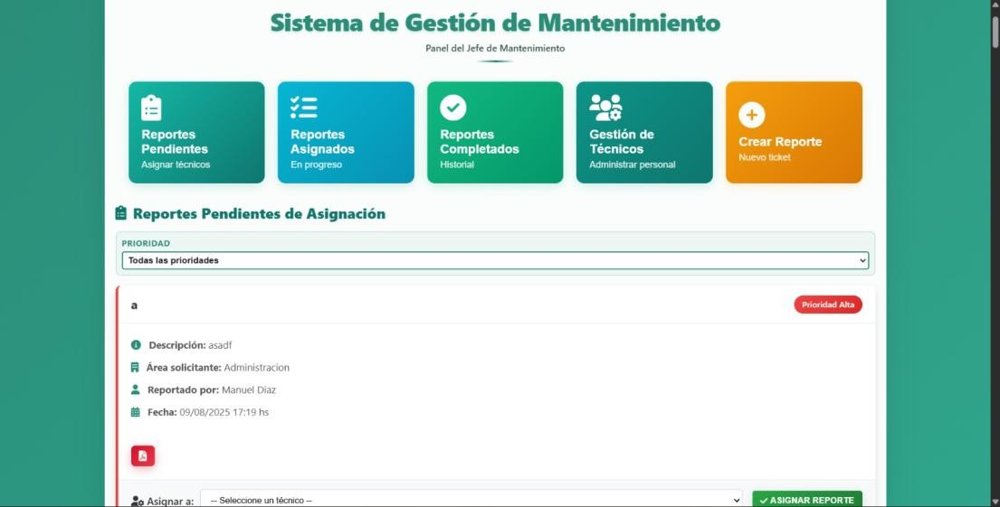 Sistema de Gestión de Mantenimiento
Panel del Jefe de Mantenimiento
Reportes
Pendientes
Asignar técnicos
Reportes
Asignados
En progreso
Reportes
Completados
Historial
Gestión de
Técnicos
Administrar personal
Crear Reporte
Nuevo ticket
Reportes Pendientes de Asignación
PRIORIDAD
Todas las prioridades
a
Prioridad Alta
Descripción: asadf
Área solicitante: Administracion
Reportado por: Manuel Diaz
Fecha: 09/08/2025 17:19 hs
Asignar a:
-- Seleccione un técnico --
ASIGNAR REPORTE